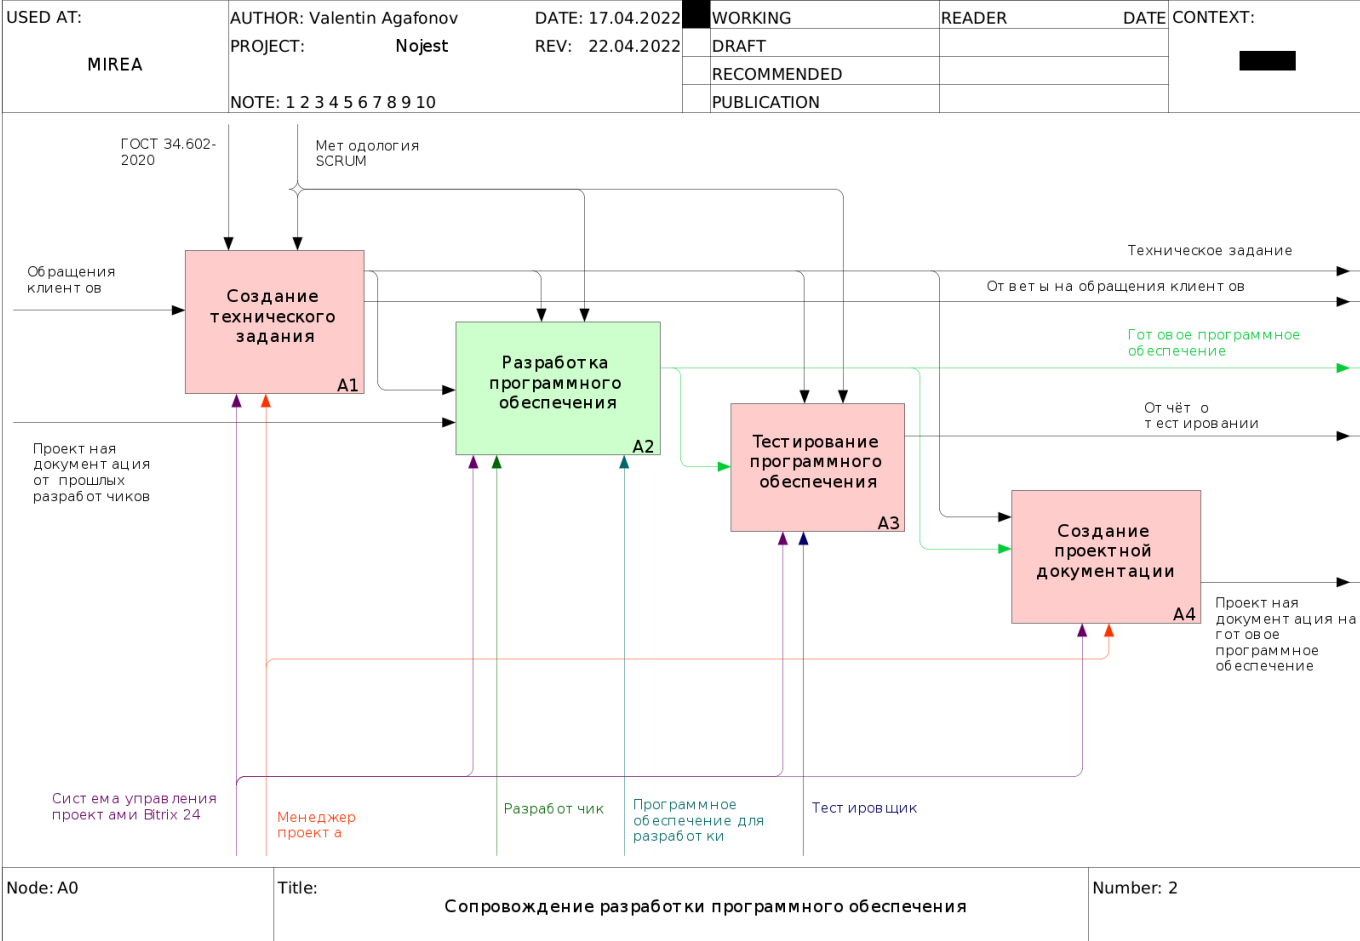 USED AT:
MIREA
AUTHOR: Valentin Agafonov
DATE: 17.04.2022
PROJECT:
Nojest
REV: 22.04.2022
NOTE: 1 2 3 4 5 6 7 8 9 10
WORKING
DRAFT
RECOMMENDED
PUBLICATION
READER
DATE
CONTEXT:
ГОСТ 34.602-
2020
Методология
SCRUM
Обращения
клиентов
Создание
технического
задания
A1
Техническое задание
Ответы на обращения клиентов
Готовое программное
обеспечение
Разработка
программного
обеспечения
A2
Отчёт о
тестировании
Проектная
документация
от прошлых
разработчиков
Тестирование
программного
обеспечения
A3
Создание
проектной
документации
A4
Проектная
документация на
готовое
программное
обеспечение
Система управления
проектами Bitrix 24
Менеджер
проекта
Разработчик
Программное
обеспечение для
разработки
Тестировщик
Node: A0
Title:
Сопровождение разработки программного обеспечения
Number: 2